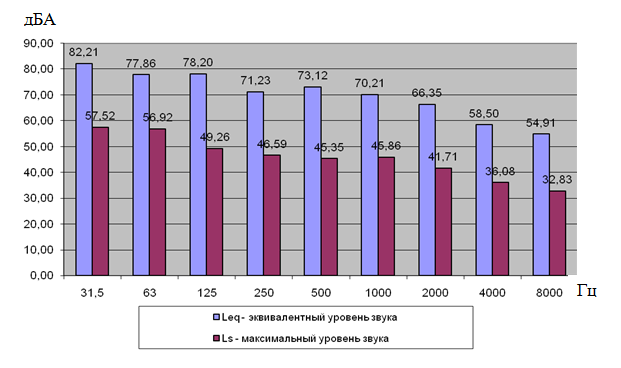 дБА
90,00
80,00
70,00
60,00
50,00
40,00
30,00
20,00
10,00
0,00
82,21 77,86 78,20 71,23 73,12 70,21 66,35 58,50 54,91
57,52 56,92 49,26 46,59 45,35 45,86 41,71 36,08 32,83
31,5 63 125 250 500 1000 2000 4000 8000 Гц
Leq - эквивалентный уровень звука
Ls - максимальный уровень звука